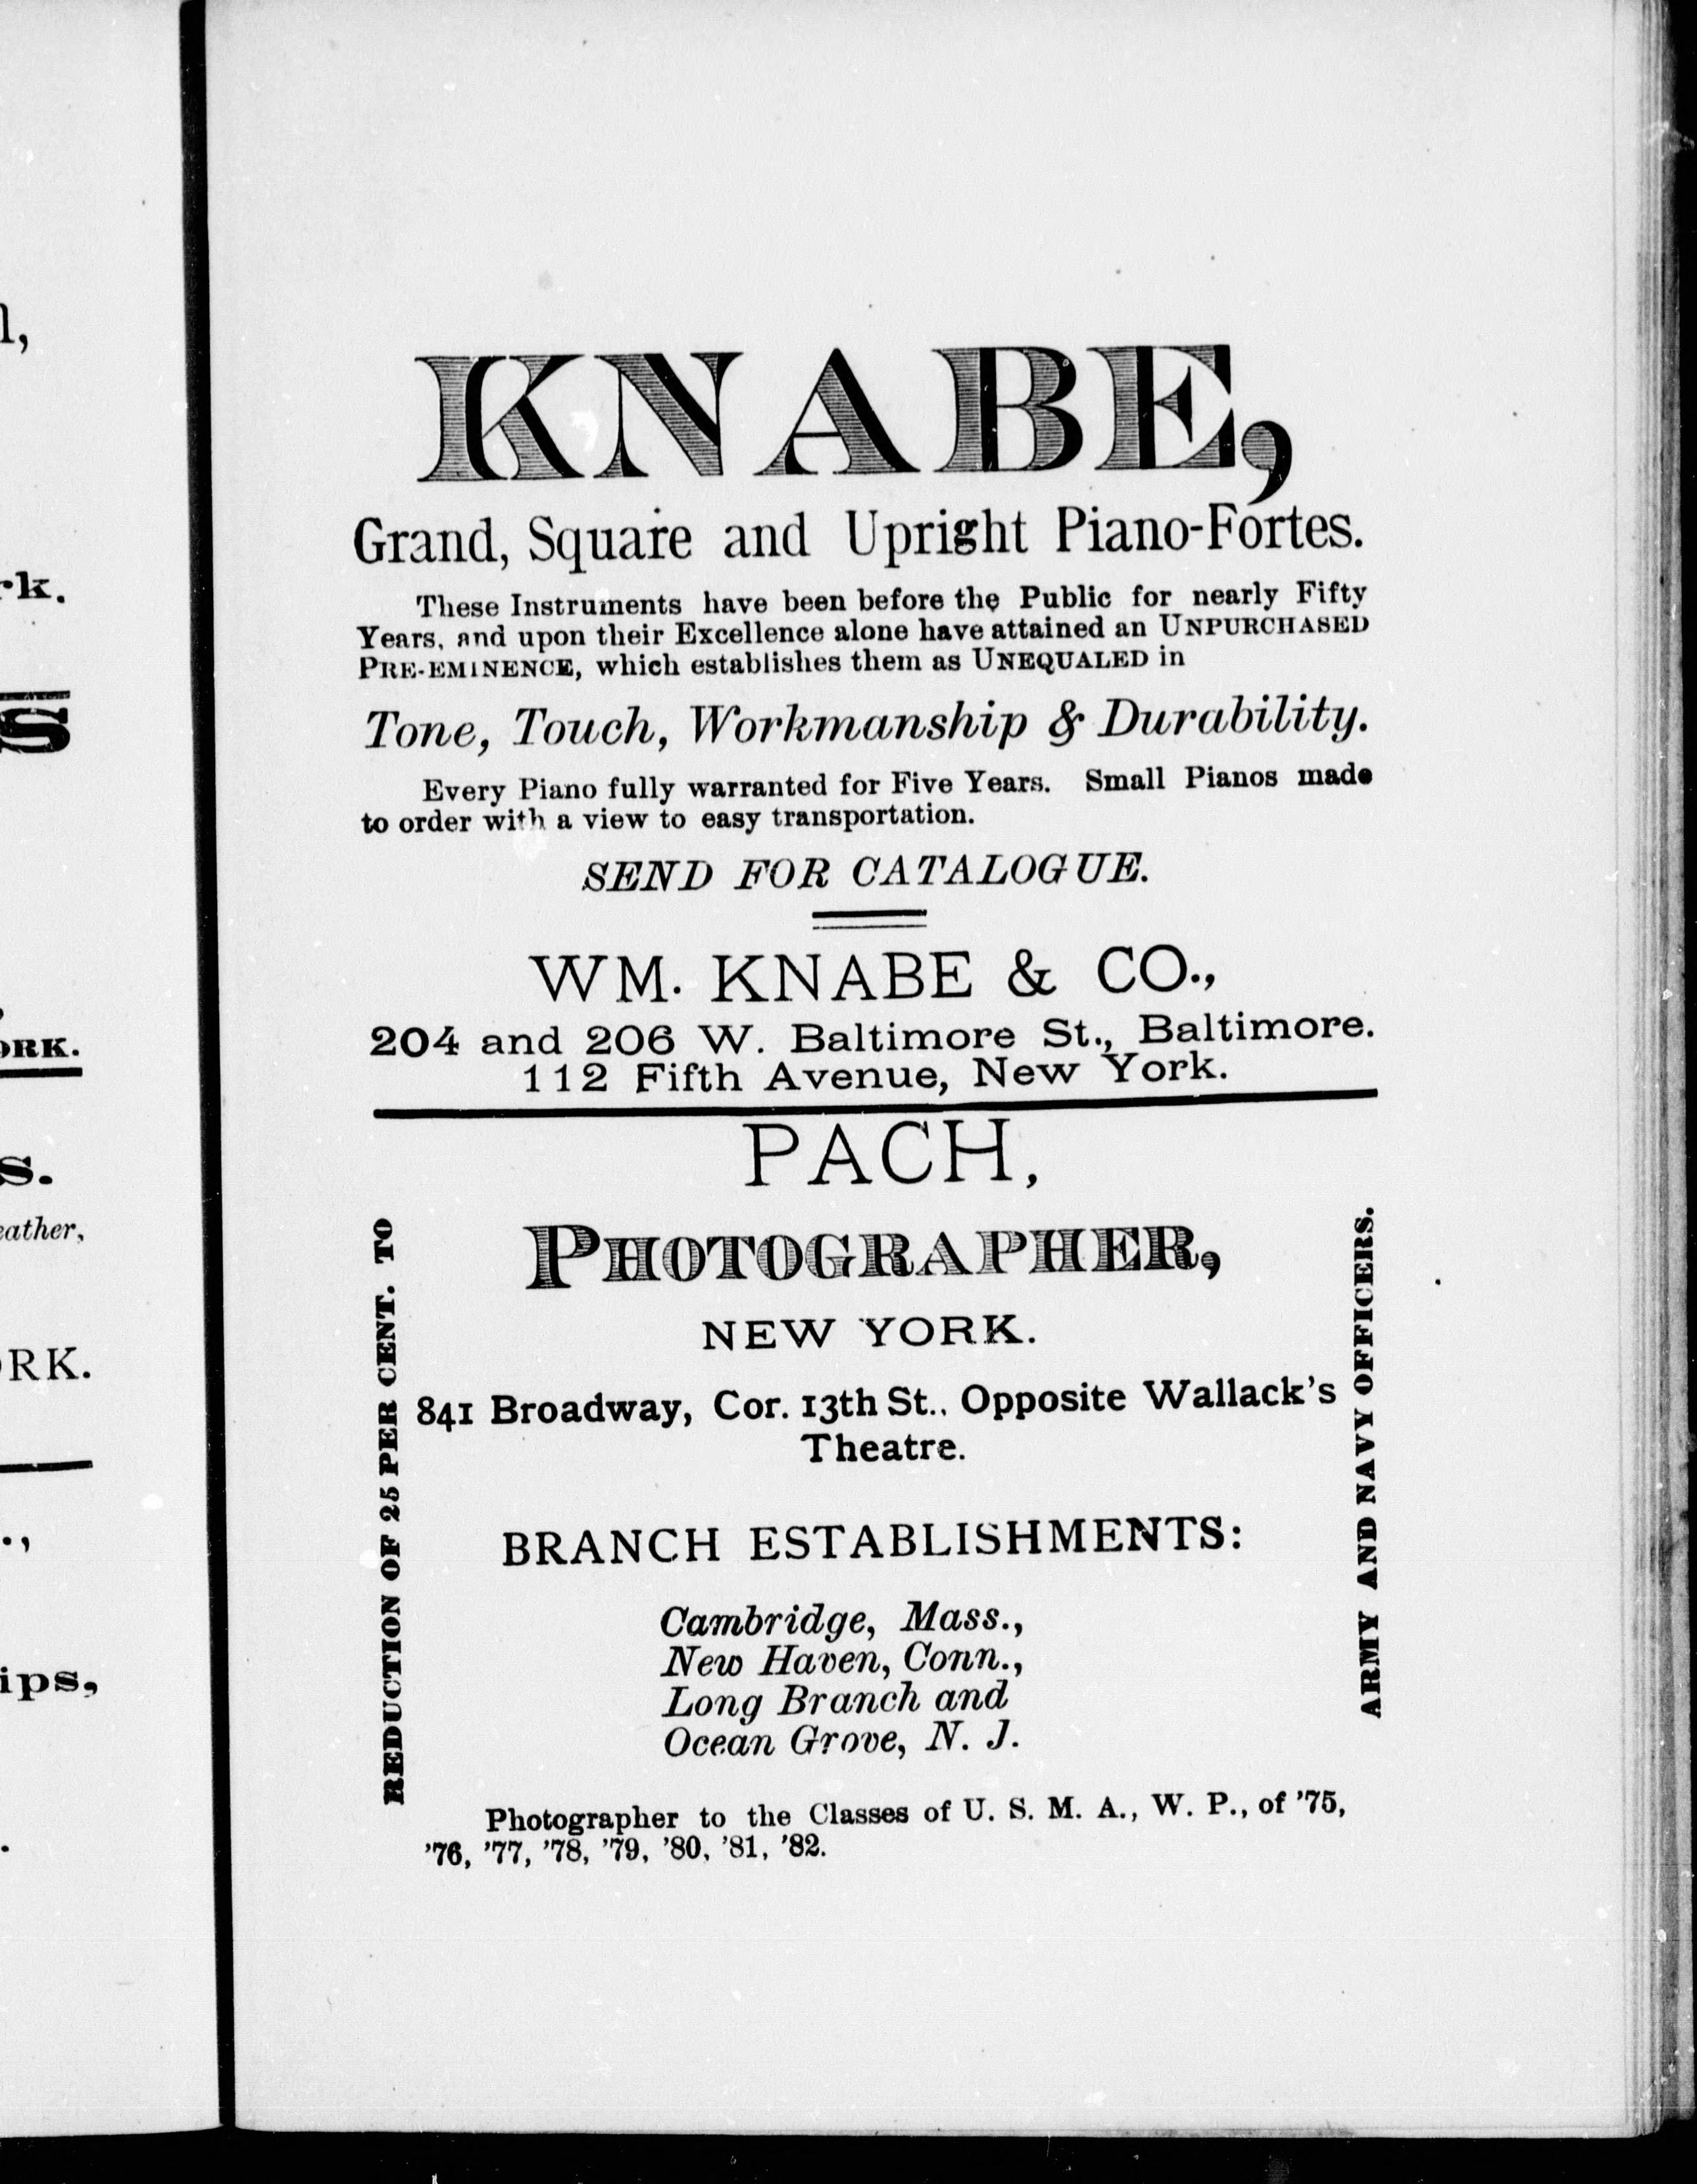 l,
rk.
S
ORK.
s.
eather,
ORK.
.,
ips,
KNABE,
Grand, Square and Upright Piano-Fortes.
These Instruments have been before the Public for nearly Fifty
Years, and upon their Excellence alone have attained an UNPURCHASED
PRE-EMINENCE, which establishes them as UNEQUALED in
Tone, Touch, Workmanship & Durability.
Every Piano fully warranted for Five Years. Small Pianos made
to order with a view to easy transportation.
SEND FOR CATALOGUE.
WM. KNABE & CO.,
204 and 206 W. Baltimore St., Baltimore.
112 Fifth Avenue, New York.
PACH,
PHOTOGRAPHER,
NEW YORK.
841 Broadway, Cor. 13th St., Opposite Wallack's
Theatre.
BRANCH ESTABLISHMENTS:
Cambridge, Mass.,
New Haven, Conn.,
Long Branch and
Ocean Grove, N. J.
REDUCTION OF 25 PER CENT. TO
ARMY AND NAVY OFFICERS.
Photographer to the Classes of U. S. M. A., W. P., of '75,
'76, '77, '78, '79, '80, '81, '82.